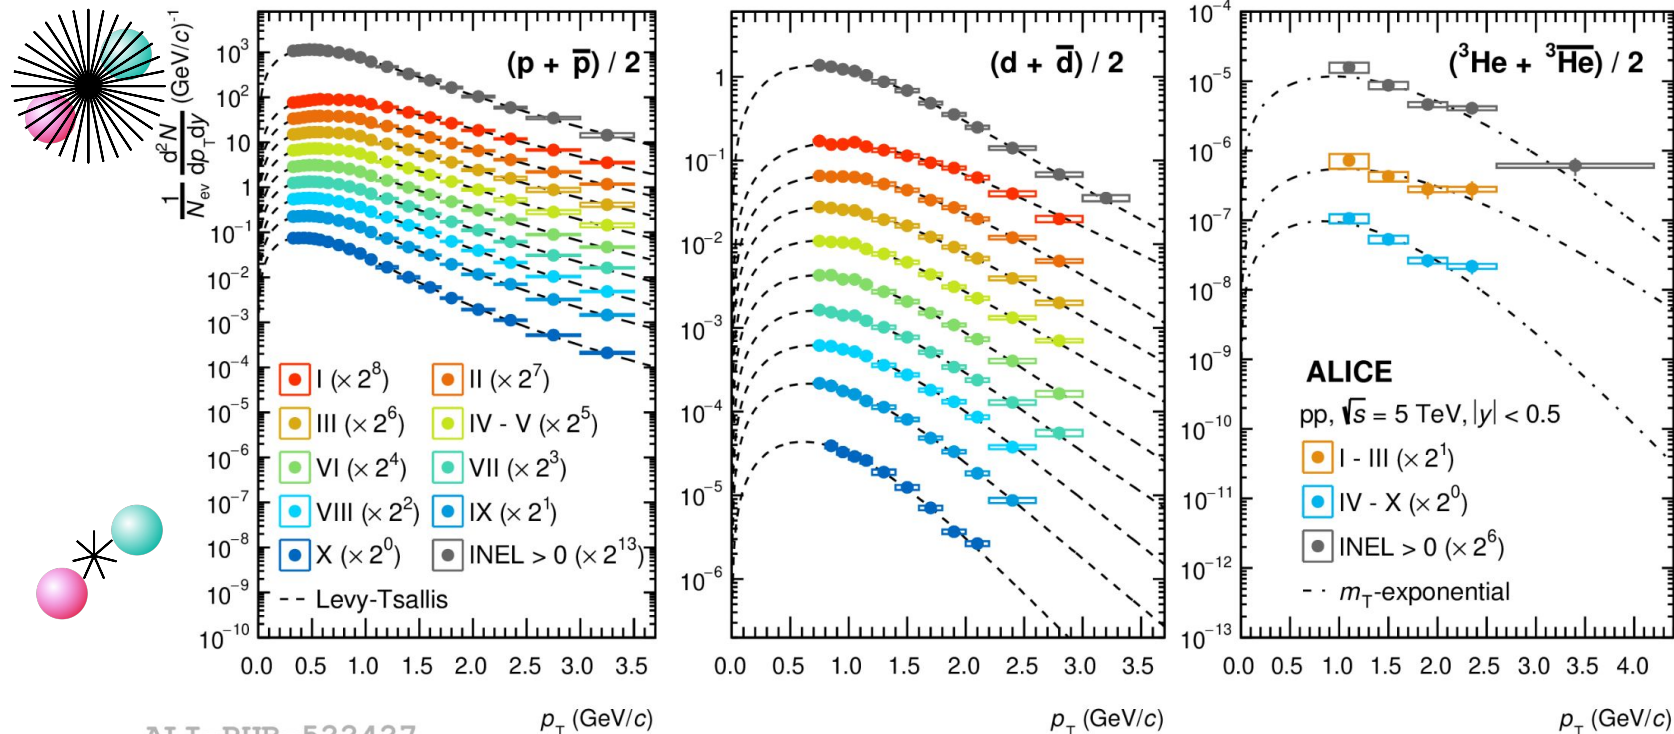 1/N_ev d²N/dp_Tdy (GeV/c)⁻¹
10³
10²
10
1
10⁻¹
10⁻²
10⁻³
10⁻⁴
10⁻⁵
10⁻⁶
10⁻⁷
10⁻⁸
10⁻⁹
10⁻¹⁰
(p + p̅) / 2
I (× 2⁸)
II (× 2⁷)
III (× 2⁶)
IV - V (× 2⁵)
VI (× 2⁴)
VII (× 2³)
VIII (× 2²)
IX (× 2¹)
X (× 2⁰)
INEL > 0 (× 2¹³)
Levy-Tsallis
0.0 0.5 1.0 1.5 2.0 2.5 3.0 3.5
p_T (GeV/c)
(d + d̅) / 2
1
10⁻¹
10⁻²
10⁻³
10⁻⁴
10⁻⁵
10⁻⁶
0.0 0.5 1.0 1.5 2.0 2.5 3.0 3.5
p_T (GeV/c)
(³He + ³H̅e̅) / 2
10⁻⁴
10⁻⁵
10⁻⁶
10⁻⁷
10⁻⁸
10⁻⁹
10⁻¹⁰
10⁻¹¹
10⁻¹²
10⁻¹³
ALICE
pp, √s = 5 TeV, |y| < 0.5
I - III (× 2¹)
IV - X (× 2⁰)
INEL > 0 (× 2⁶)
m_T-exponential
0.0 0.5 1.0 1.5 2.0 2.5 3.0 3.5 4.0
p_T (GeV/c)